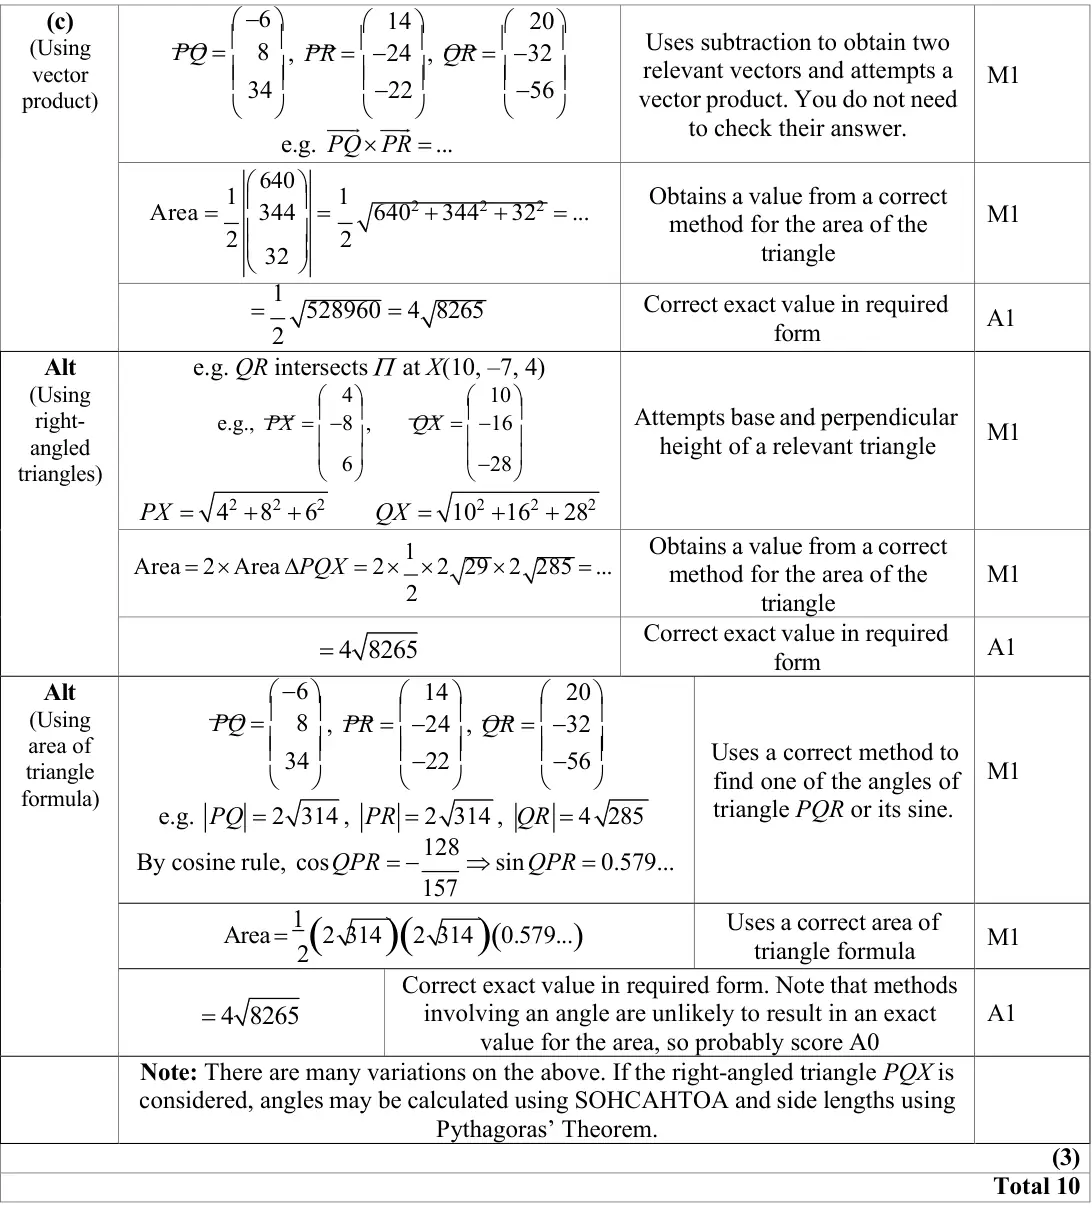 (c)
(Using
vector
product)
PQ = (−6 8 34), PR = (14 −24 −22), QR = (20 −32 −56)
e.g. PQ × PR = ...
Uses subtraction to obtain two
relevant vectors and attempts a
vector product. You do not need
to check their answer.
M1
Area = 1/2 |(640 344 32)| = 1/2 √640² + 344² + 32² = ...
Obtains a value from a correct
method for the area of the
triangle
M1
= 1/2 √528960 = 4√8265
Correct exact value in required
form
A1
Alt
(Using
right-
angled
triangles)
e.g. QR intersects Π at X(10, –7, 4)
e.g., PX = (4 −8 6), QX = (10 −16 −28)
PX = √4² + 8² + 6² QX = √10² + 16² + 28²
Attempts base and perpendicular
height of a relevant triangle
M1
Area = 2 × Area ΔPQX = 2 × 1/2 × 2√29 × 2√285 = ...
Obtains a value from a correct
method for the area of the
triangle
M1
= 4√8265
Correct exact value in required
form
A1
Alt
(Using
area of
triangle
formula)
PQ = (−6 8 34), PR = (14 −24 −22), QR = (20 −32 −56)
e.g. |PQ| = 2√314, |PR| = 2√314, |QR| = 4√285
By cosine rule, cos QPR = − 128/157 ⇒ sin QPR = 0.579...
Uses a correct method to
find one of the angles of
triangle PQR or its sine.
M1
Area = 1/2 (2√314)(2√314)(0.579...)
Uses a correct area of
triangle formula
M1
= 4√8265
Correct exact value in required form. Note that methods
involving an angle are unlikely to result in an exact
value for the area, so probably score A0
A1
Note: There are many variations on the above. If the right-angled triangle PQX is
considered, angles may be calculated using SOHCAHTOA and side lengths using
Pythagoras’ Theorem.
(3)
Total 10